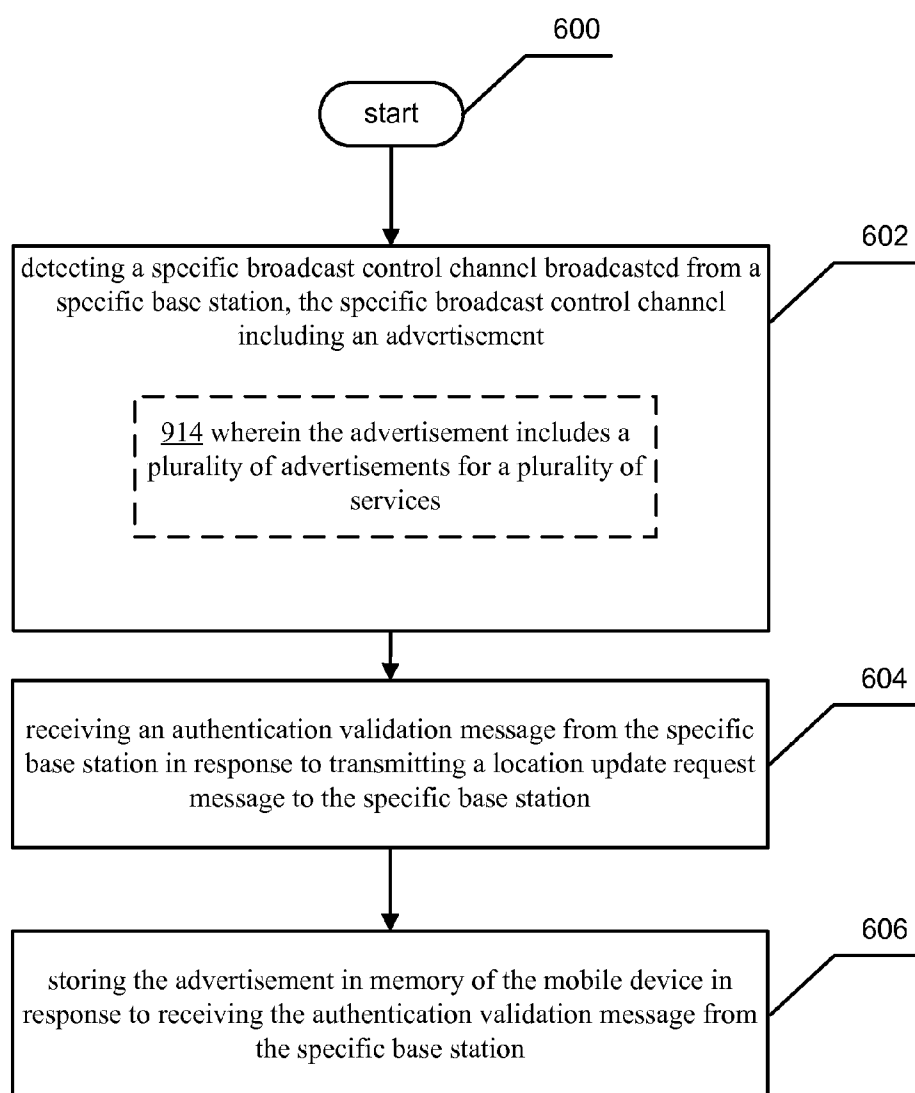 600
start
602
detecting a specific broadcast control channel broadcasted from a
specific base station, the specific broadcast control channel
including an advertisement
914 wherein the advertisement includes a
plurality of advertisements for a plurality of
services
604
receiving an authentication validation message from the specific
base station in response to transmitting a location update request
message to the specific base station
606
storing the advertisement in memory of the mobile device in
response to receiving the authentication validation message from
the specific base station